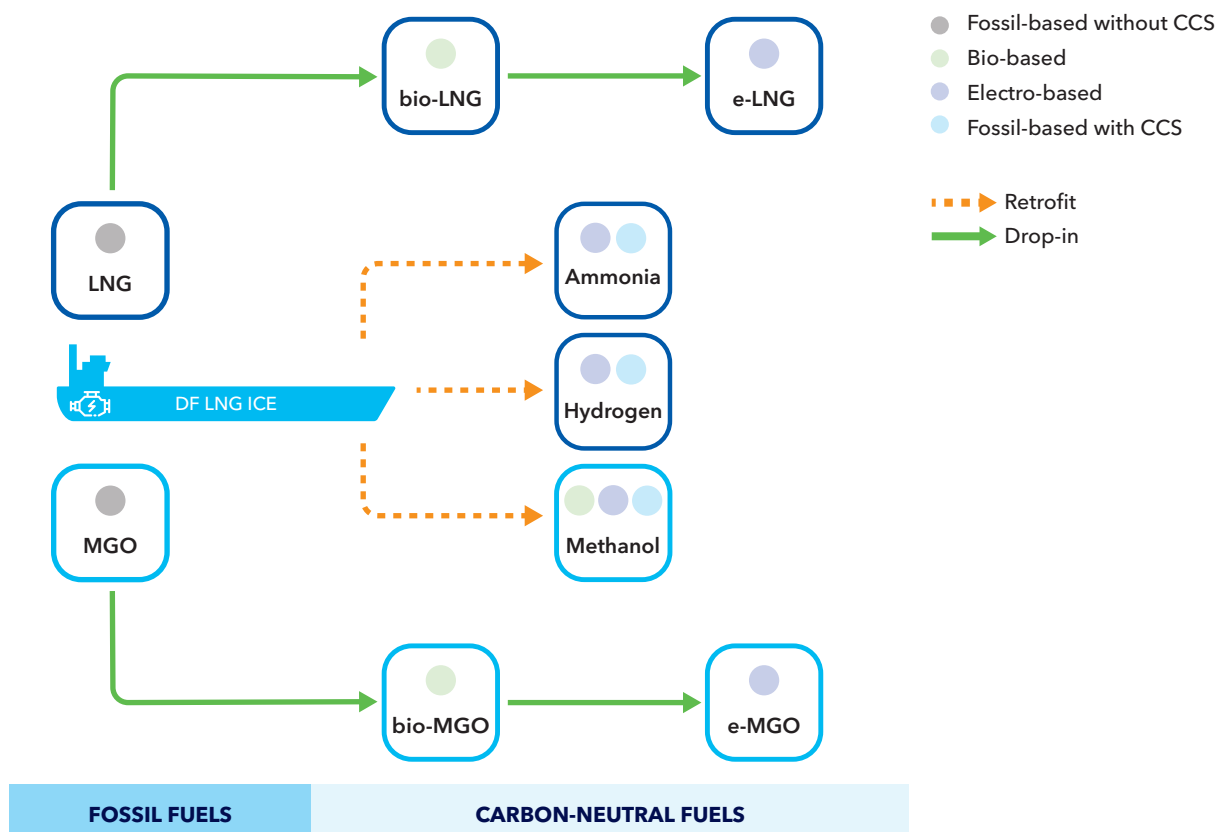 bio-LNG
e-LNG
Fossil-based without CCS
Bio-based
Electro-based
Fossil-based with CCS
Retrofit
Drop-in
LNG
Ammonia
DF LNG ICE
Hydrogen
MGO
Methanol
bio-MGO
e-MGO
FOSSIL FUELS
CARBON-NEUTRAL FUELS